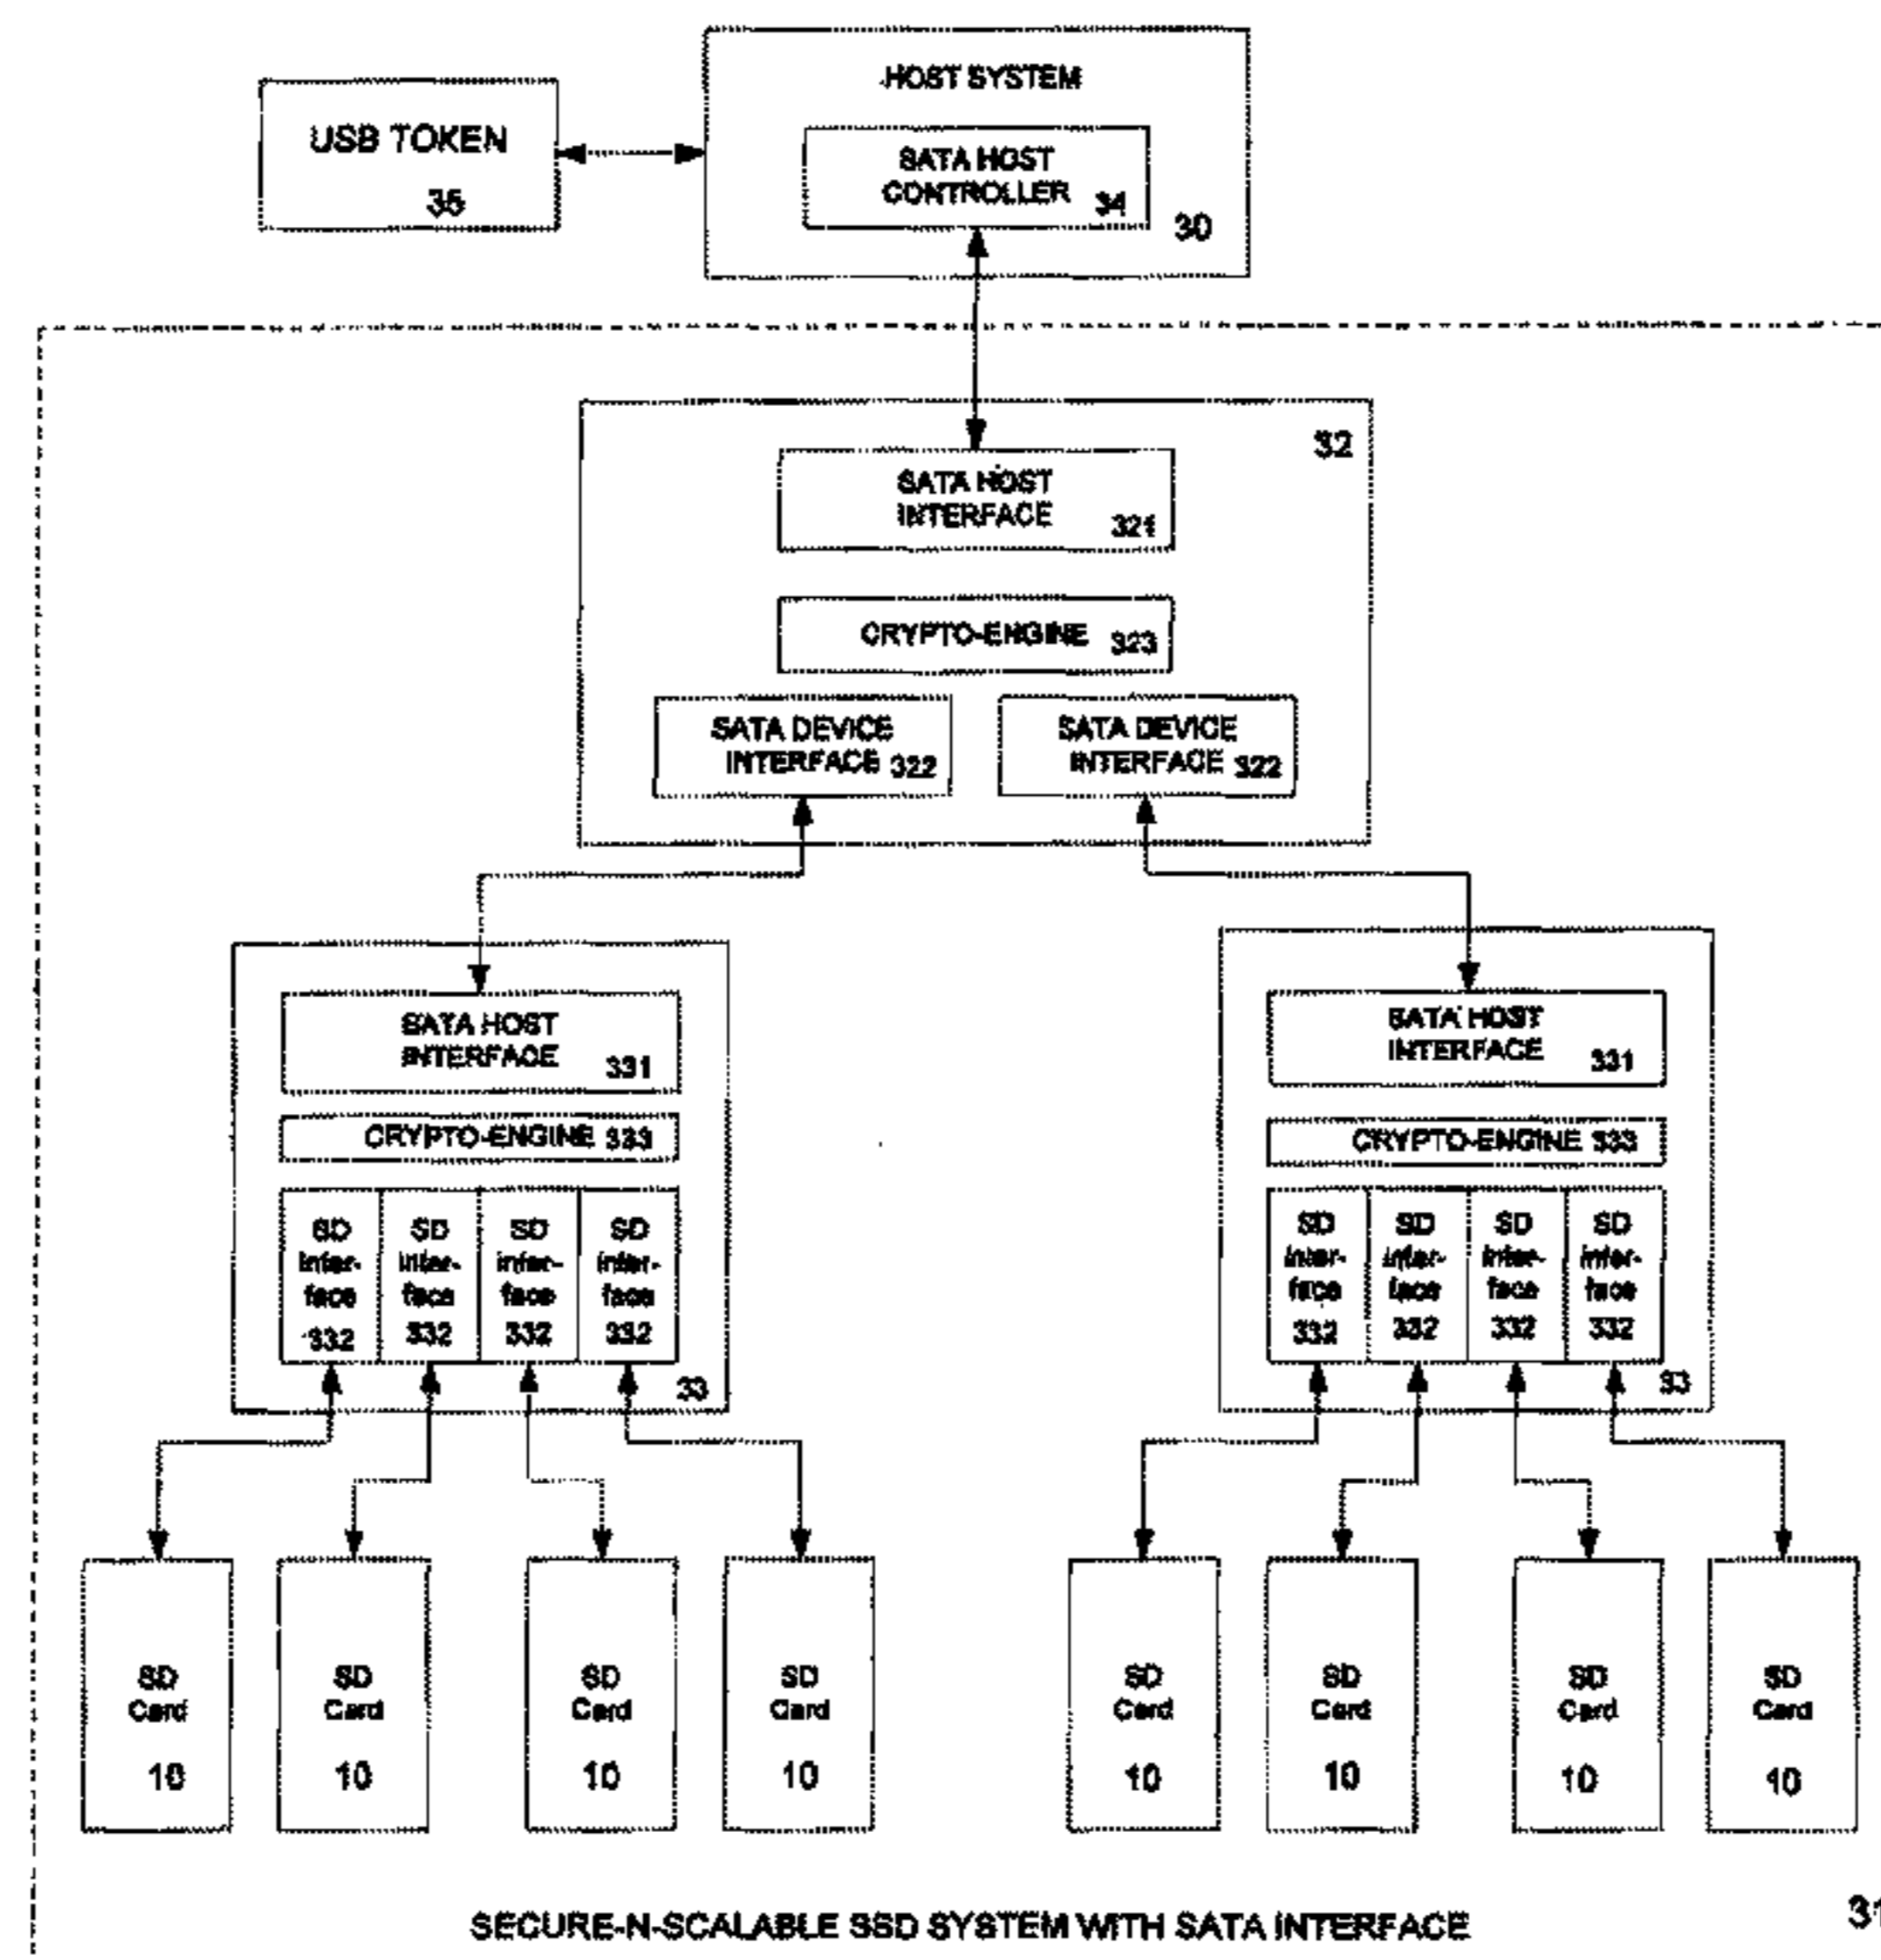 HOST SYSTEM
USB TOKEN
35
SATA HOST
CONTROLLER 34
30
32
SATA HOST
INTERFACE 321
CRYPTO-ENGINE 323
SATA DEVICE
INTERFACE 322
SATA DEVICE
INTERFACE 322
SATA HOST
INTERFACE 331
CRYPTO-ENGINE 333
SD
Inter-
face
332
SD
Inter-
face
332
SD
Inter-
face
332
SD
Inter-
face
332
33
SATA HOST
INTERFACE 331
CRYPTO-ENGINE 333
SD
Inter-
face
332
SD
Inter-
face
332
SD
Inter-
face
332
SD
Inter-
face
332
33
SD
Card
10
SD
Card
10
SD
Card
10
SD
Card
10
SD
Card
10
SD
Card
10
SD
Card
10
SD
Card
10
SECURE-N-SCALABLE SSD SYSTEM WITH SATA INTERFACE
31